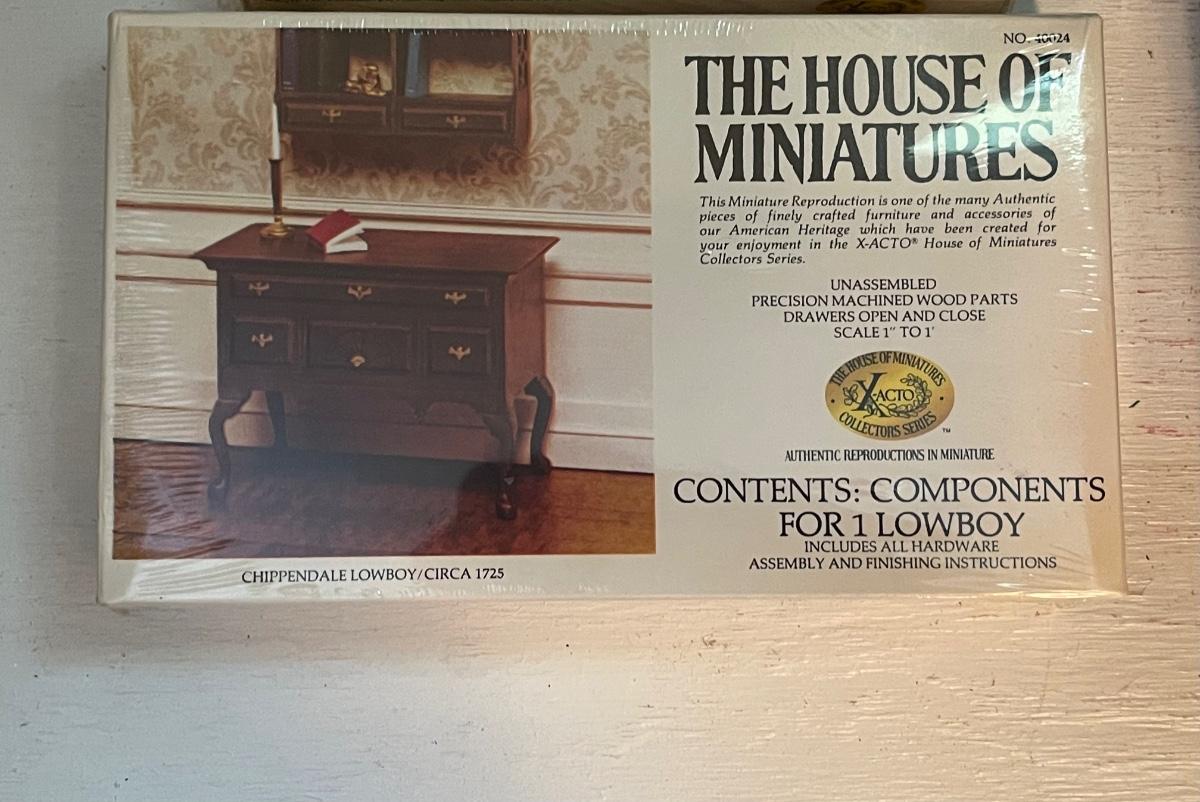 NO. 40024
THE HOUSE OF
MINIATURES
This Miniature Reproduction is one of the many Authentic
pieces of finely crafted furniture and accessories of
our American Heritage which have been created for
your enjoyment in the X-ACTO® House of Miniatures
Collectors Series.
UNASSEMBLED
PRECISION MACHINED WOOD PARTS
DRAWERS OPEN AND CLOSE
SCALE 1" TO 1'
THE HOUSE OF MINIATURES
X-ACTO
COLLECTORS SERIES
TM
AUTHENTIC REPRODUCTIONS IN MINIATURE
CONTENTS: COMPONENTS
FOR 1 LOWBOY
INCLUDES ALL HARDWARE
ASSEMBLY AND FINISHING INSTRUCTIONS
CHIPPENDALE LOWBOY/CIRCA 1725